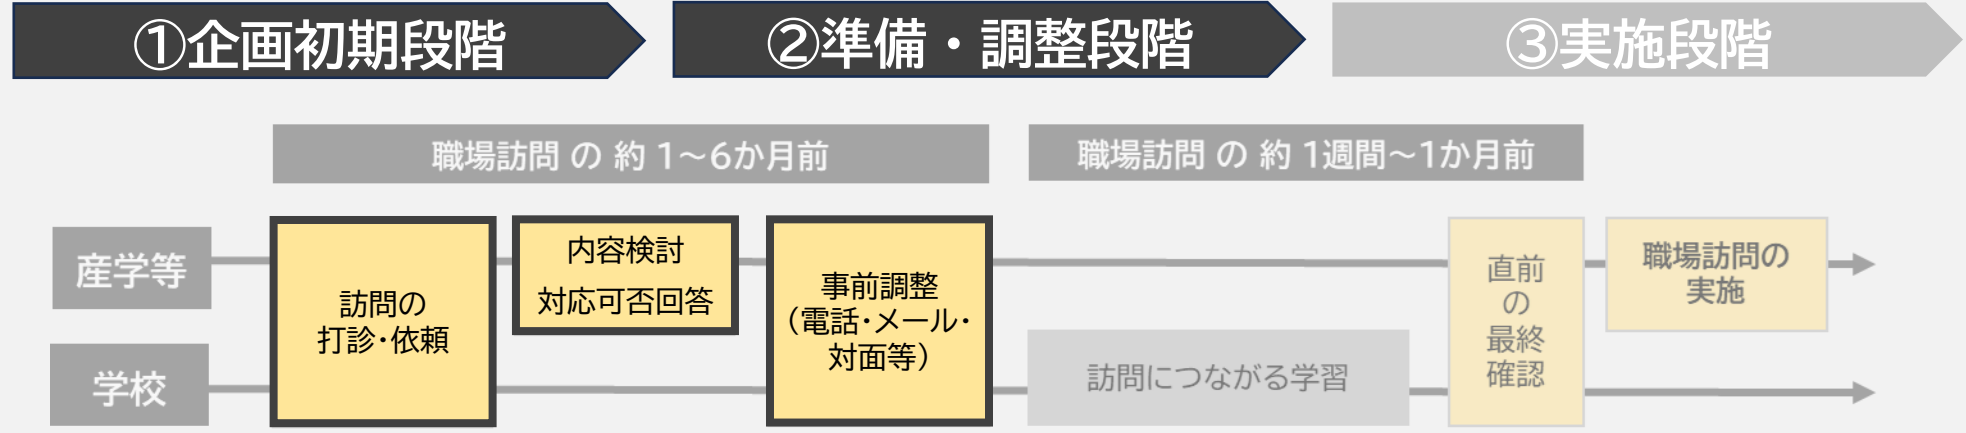 ①企画初期段階
②準備・調整段階
③実施段階
職場訪問 の 約 1～6か月前
職場訪問 の 約 1週間～1か月前
産学等
訪問の
打診・依頼
内容検討
対応可否回答
事前調整
（電話・メール・
対面等）
直前
の
最終
確認
職場訪問の
実施
学校
訪問につながる学習